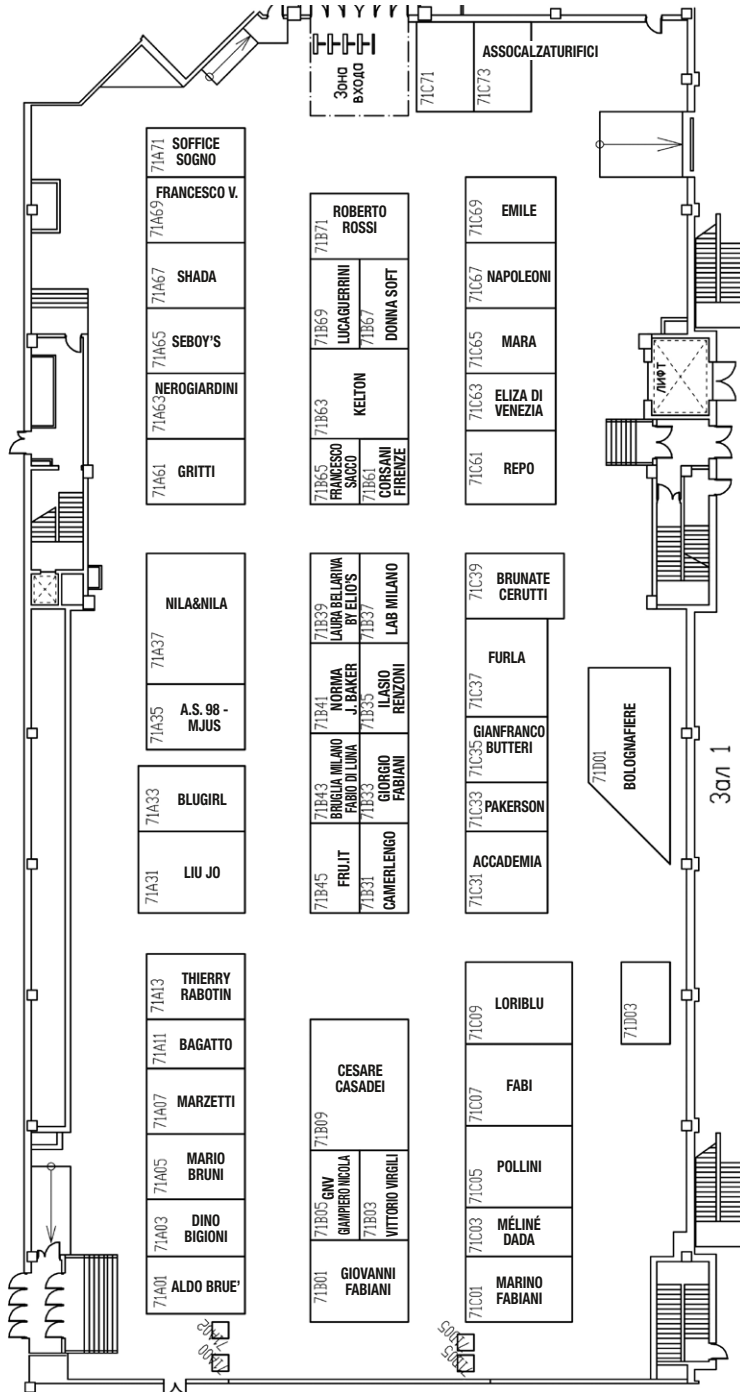 Зона
входа
71C71
71C73
ASSOCALZATURIFICI
71A71
SOFFICE
SOGNO
71A69
FRANCESCO V.
71A67
SHADA
71A65
SEBOY'S
71A63
NEROGIARDINI
71A61
GRITTI
71B71
ROBERTO
ROSSI
71B69
LUCAGUERRINI
71B67
DONNA SOFT
71B63
KELTON
71B65
FRANCESCO
SACCO
71B61
CORSANI
FIRENZE
71C69
EMILE
71C67
NAPOLEONI
71C65
MARA
71C63
ELIZA DI
VENEZIA
71C61
REPO
ЛИФТ
71A37
NILA&NILA
71A35
A.S. 98 -
MJUS
71A33
BLUGIRL
71A31
LIU JO
71B39
LAURA BELLARIVA
BY ELIO'S
71B37
LAB MILANO
71B41
NORMA
J. BAKER
71B35
ILASIO
RENZONI
71B43
BRUGLIA MILANO
FABIO DI LUNA
71B33
GIORGIO
FABIANI
71B45
FRU.IT
71B31
CAMERLENGO
71C39
BRUNATE
CERUTTI
71C37
FURLA
71C35
GIANFRANCO
BUTTERI
71C33
PAKERSON
71C31
ACCADEMIA
71D01
BOLOGNAFIERE
Зал 1
71A13
THIERRY
RABOTIN
71A11
BAGATTO
71A07
MARZETTI
71A05
MARIO
BRUNI
71A03
DINO
BIGIONI
71A01
ALDO BRUE'
71B09
CESARE
CASADEI
71B05
GNV
GIAMPIERO NICOLA
71B03
VITTORIO VIRGILI
71B01
GIOVANNI
FABIANI
71C09
LORIBLU
71C07
FABI
71C05
POLLINI
71C03
MÉLINÉ
DADA
71C01
MARINO
FABIANI
71D03